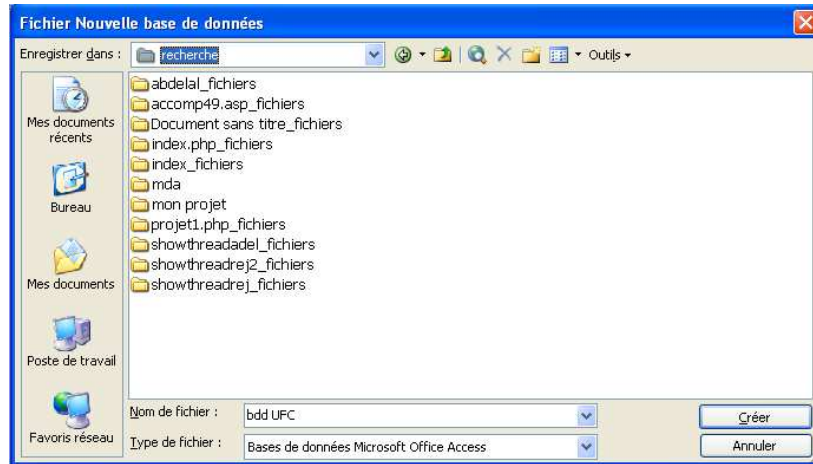 Fichier Nouvelle base de données
Enregistrer dans :
recherche
Outils
Mes documents récents
Bureau
Mes documents
Poste de travail
Favoris réseau
abdelal_fichiers
accomp49.asp_fichiers
Document sans titre_fichiers
index.php_fichiers
index_fichiers
mda
mon projet
projet1.php_fichiers
showthreadadel_fichiers
showthreadrej2_fichiers
showthreadrej_fichiers
Nom de fichier :
bdd UFC
Créer
Type de fichier :
Bases de données Microsoft Office Access
Annuler